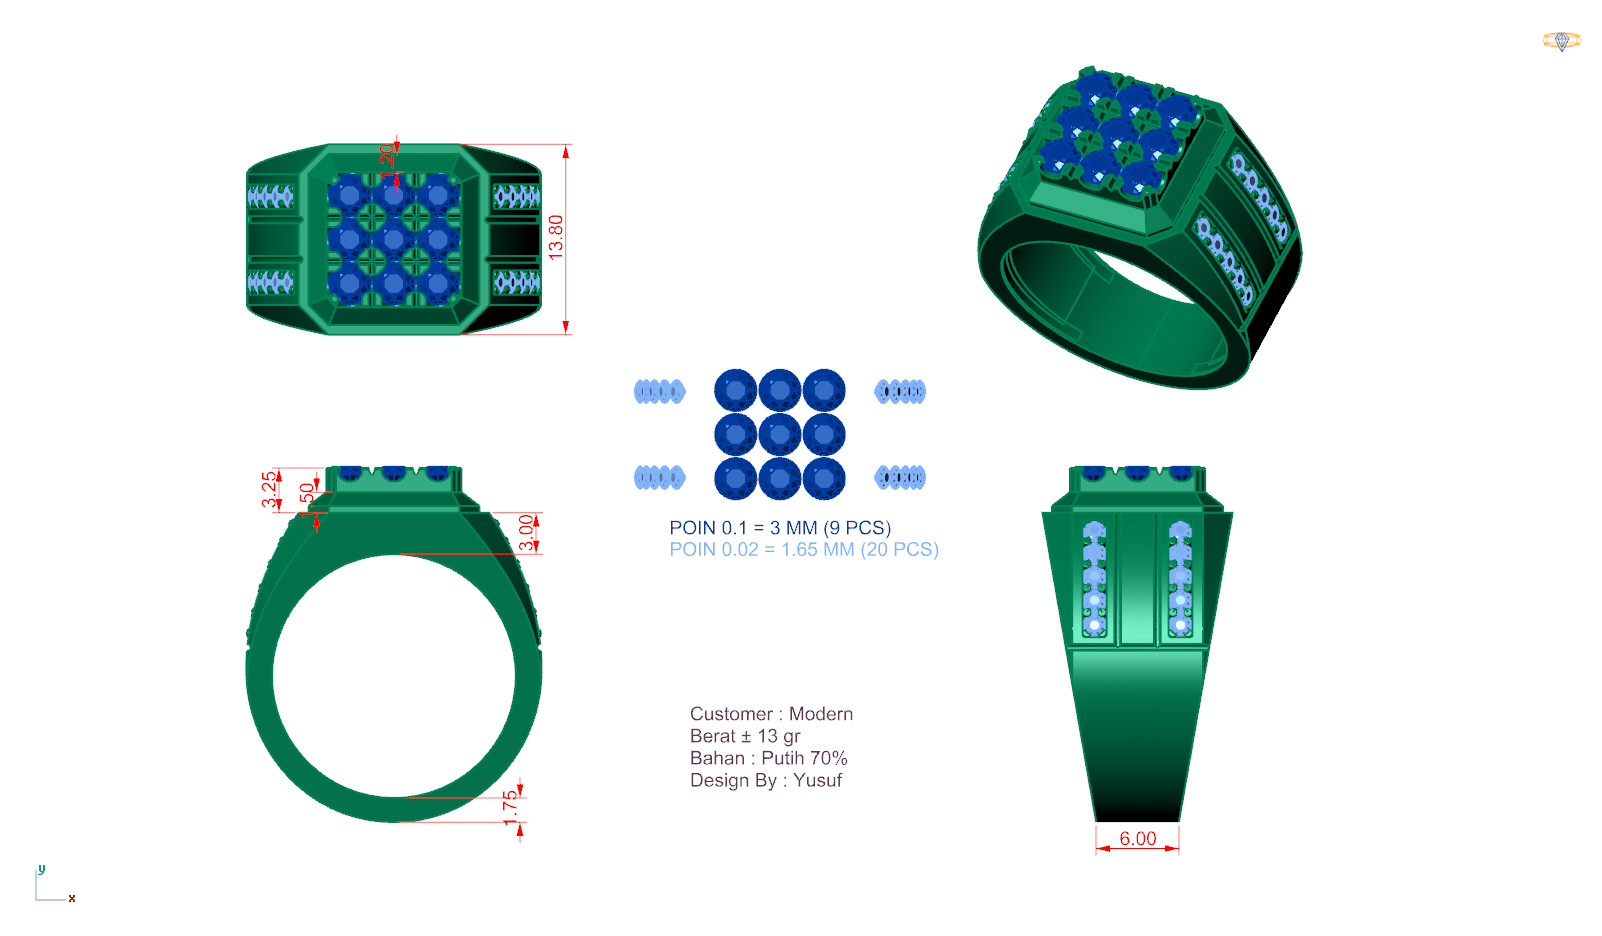 1.20
13.80
3.25
1.50
3.00
1.75
POIN 0.1 = 3 MM (9 PCS)
POIN 0.02 = 1.65 MM (20 PCS)
Customer : Modern
Berat ± 13 gr
Bahan : Putih 70%
Design By : Yusuf
6.00
y
x